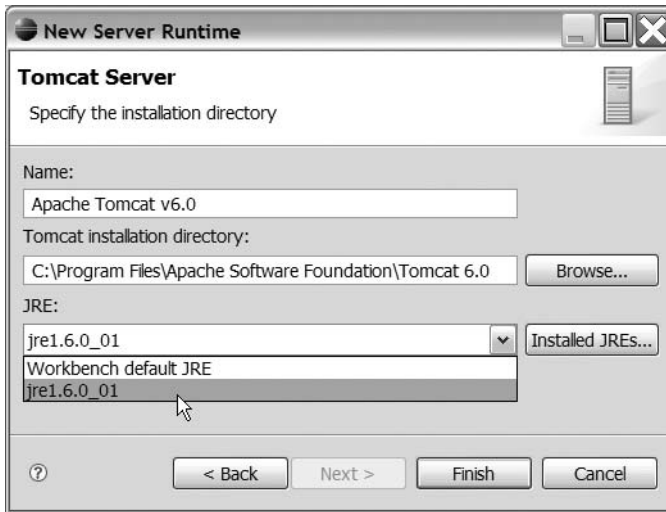 New Server Runtime
Tomcat Server
Specify the installation directory
Name:
Apache Tomcat v6.0
Tomcat installation directory:
C:\Program Files\Apache Software Foundation\Tomcat 6.0 Browse...
JRE:
jre1.6.0_01 Installed JREs...
Workbench default JRE
jre1.6.0_01
? < Back Next > Finish Cancel